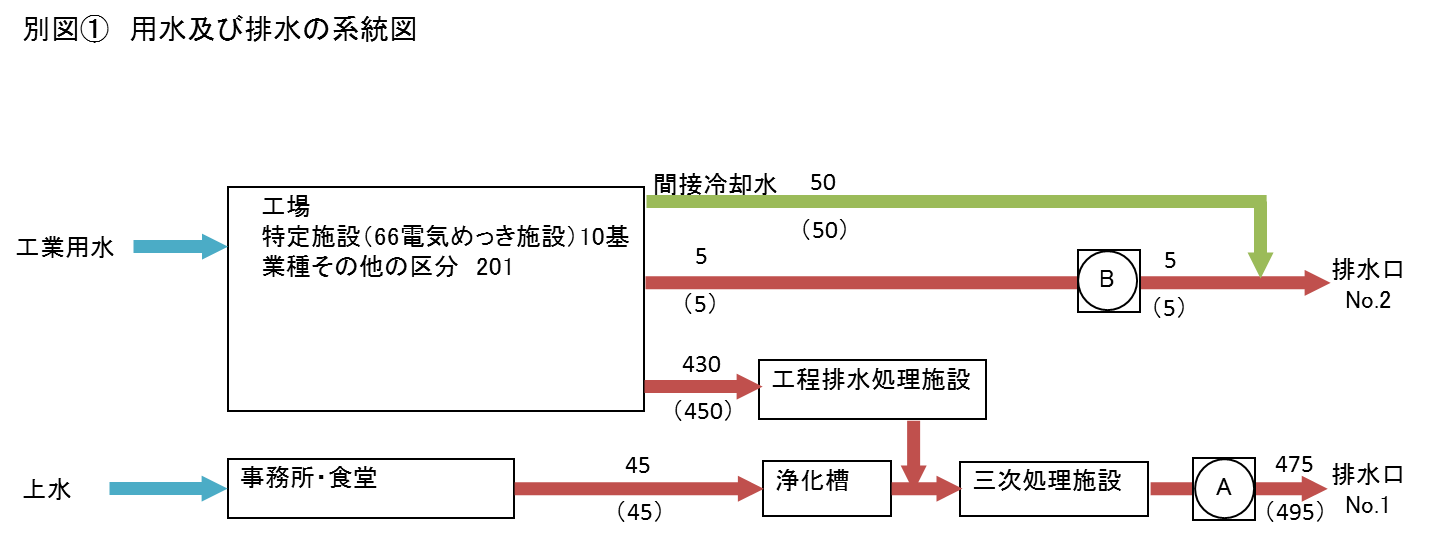 別図①　用水及び排水の系統図
間接冷却水　50
（50）
工場
特定施設（66電気めっき施設）10基
業種その他の区分　201
工業用水
5
（5）
B
5
（5）
排水口
No.2
430
（450）
工程排水処理施設
上水
事務所・食堂
45
（45）
浄化槽
三次処理施設
A
475
（495）
排水口
No.1